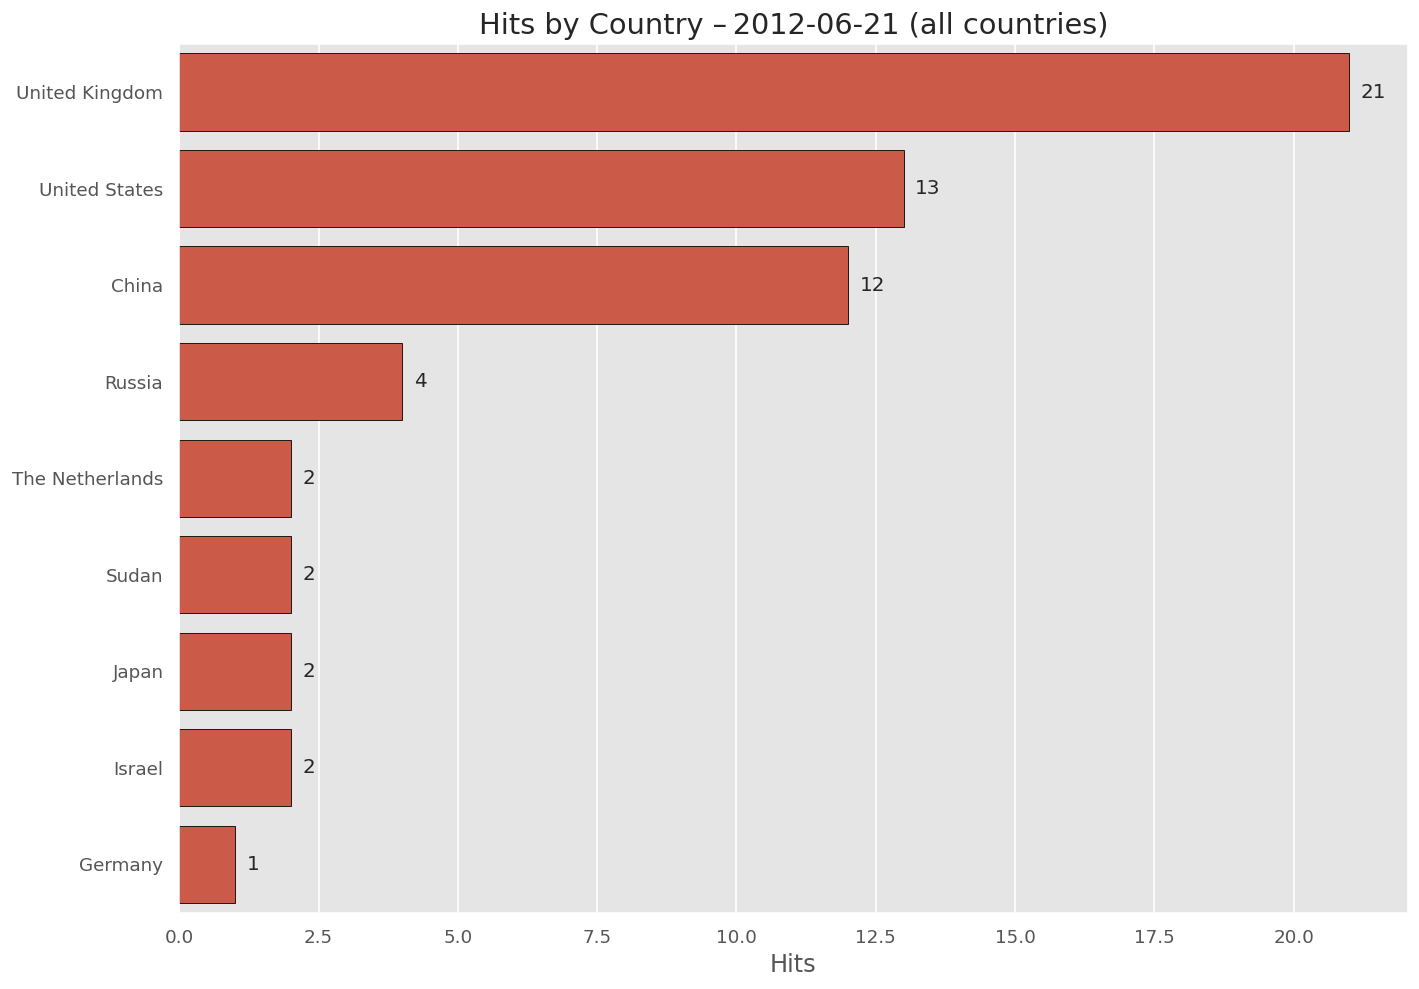 Hits by Country – 2012-06-21 (all countries)
United Kingdom 21
United States 13
China 12
Russia 4
The Netherlands 2
Sudan 2
Japan 2
Israel 2
Germany 1
0.0 2.5 5.0 7.5 10.0 12.5 15.0 17.5 20.0
Hits